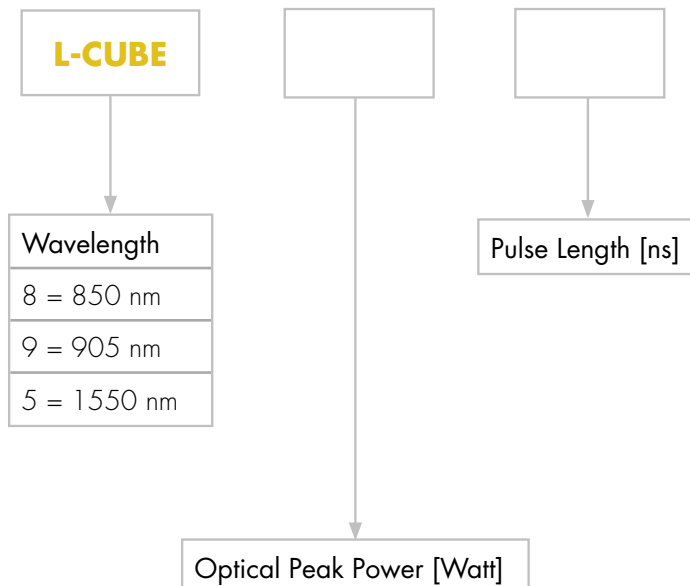 L-CUBE
Wavelength
8 = 850 nm
9 = 905 nm
5 = 1550 nm
Pulse Length [ns]
Optical Peak Power [Watt]